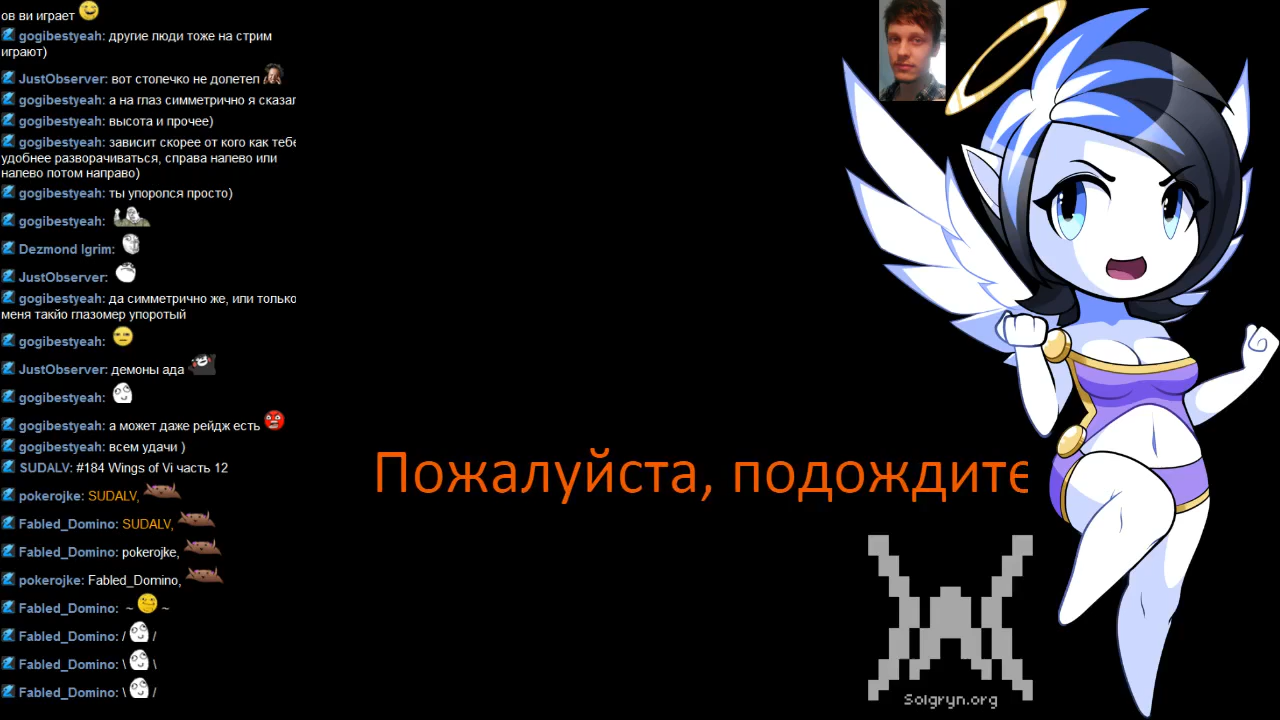 ов ви играет
gogibestyeah: другие люди тоже на стрим
играют)
JustObserver: вот столечко не долетел
gogibestyeah: а на глаз симметрично я сказал
gogibestyeah: высота и прочее)
gogibestyeah: зависит скорее от кого как тебе
удобнее разворачиваться, справа налево или
налево потом направо)
gogibestyeah: ты упоролся просто)
gogibestyeah:
Dezmond Igrim:
JustObserver:
gogibestyeah: да симметрично же, или только
меня такйо глазомер упоротый
gogibestyeah:
JustObserver: демоны ада
gogibestyeah:
gogibestyeah: а может даже рейдж есть
gogibestyeah: всем удачи )
SUDALV: #184 Wings of Vi часть 12
pokerojke: SUDALV,
Fabled_Domino: SUDALV,
Fabled_Domino: pokerojke,
pokerojke: Fabled_Domino,
Fabled_Domino: ~ ~
Fabled_Domino: / /
Fabled_Domino: \ \
Fabled_Domino: \ /
Пожалуйста, подождите
Solgryn.org